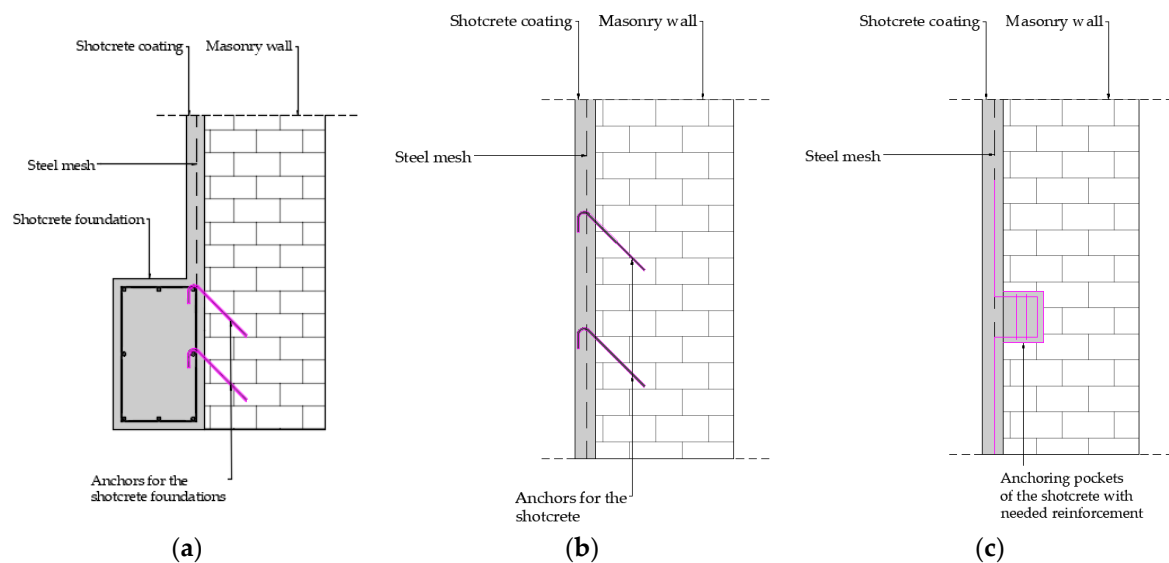 Shotcrete coating
Masonry wall
Steel mesh
Shotcrete foundation
Anchors for the
shotcrete foundations
(a)
Shotcrete coating
Masonry wall
Steel mesh
Anchors for the
shotcrete
(b)
Shotcrete coating
Masonry wall
Steel mesh
Anchoring pockets
of the shotcrete with
needed reinforcement
(c)